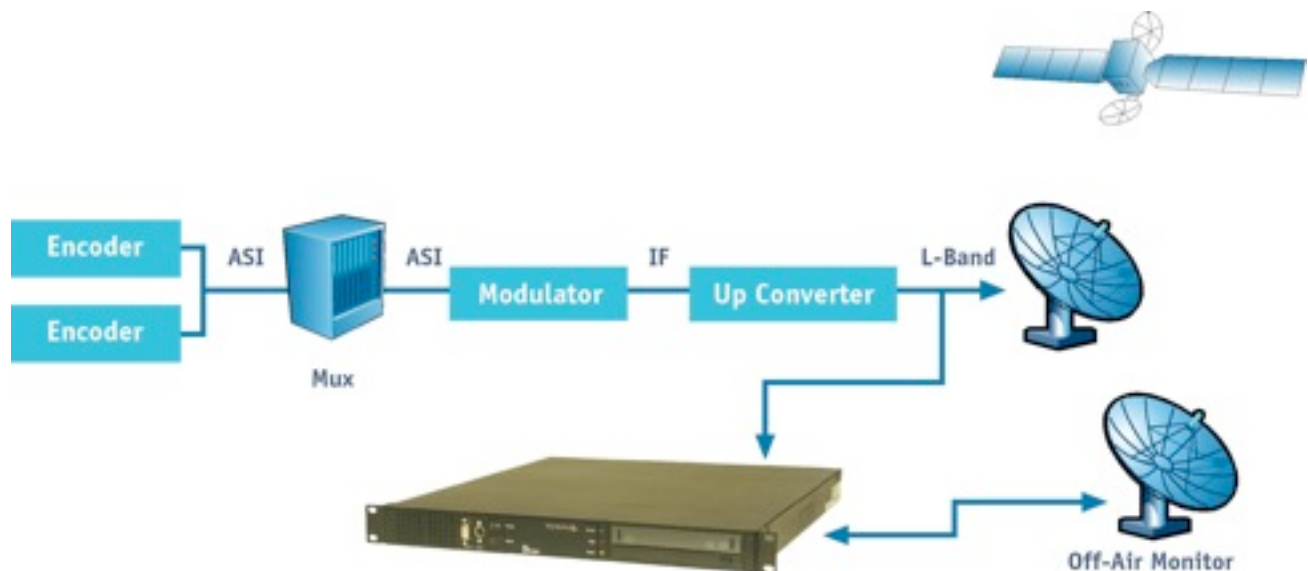 Encoder
ASI
ASI
IF
L-Band
Modulator
Up Converter
Encoder
Mux
Off-Air Monitor